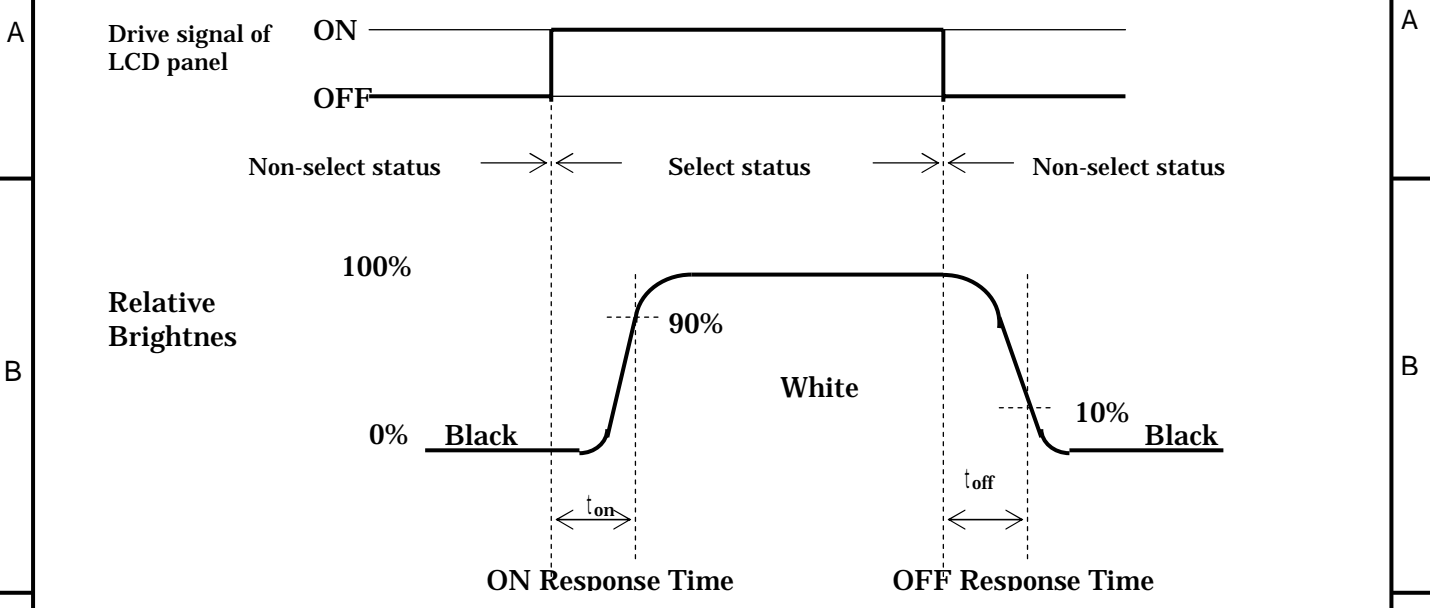 A
A
Drive signal of
LCD panel
ON
OFF
Non-select status
Select status
Non-select status
100%
Relative
Brightnes
90%
B
B
White
10%
0%
Black
Black
ton
toff
ON Response Time
OFF Response Time